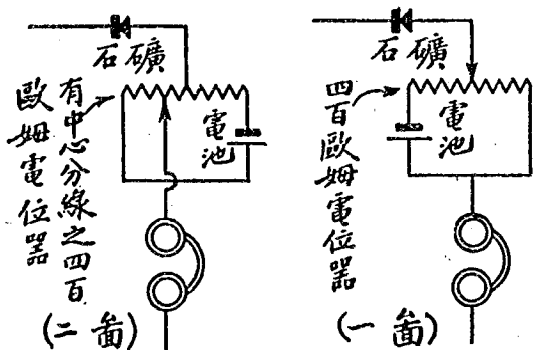 礦石
電池
四百歐姆電位器
(圖一)
礦石
電池
有中心分線之四百
歐姆電位器
(圖二)